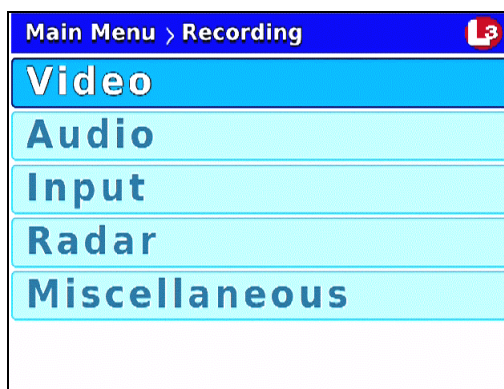 Main Menu > Recording L3
Video
Audio
Input
Radar
Miscellaneous